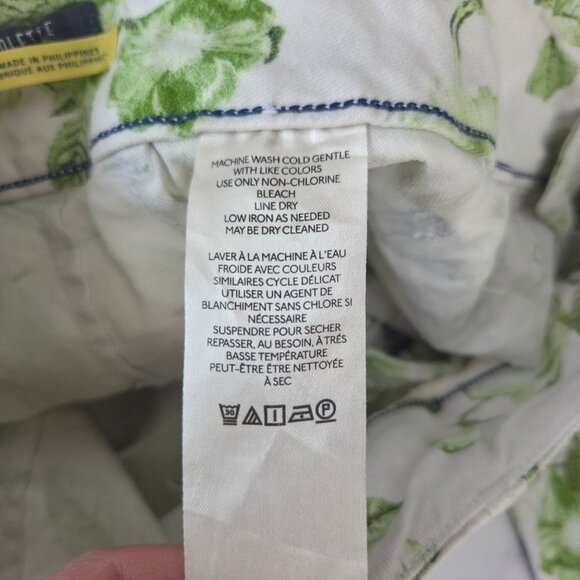 MADE IN PHILIPPINES
MACHINE WASH COLD GENTLE
WITH LIKE COLORS
USE ONLY NON-CHLORINE
BLEACH
LINE DRY
LOW IRON AS NEEDED
MAY BE DRY CLEANED
LAVER À LA MACHINE À L'EAU
FROIDE AVEC COULEURS
SIMILAIRES CYCLE DÉLICAT
UTILISER UN AGENT DE
BLANCHIMENT SANS CHLORE SI
NÉCESSAIRE
SUSPENDRE POUR SECHER
REPASSER, AU BESOIN, À TRÉS
BASSE TEMPÉRATURE
PEUT-ÊTRE ÊTRE NETTOYÉE
À SEC
30 P